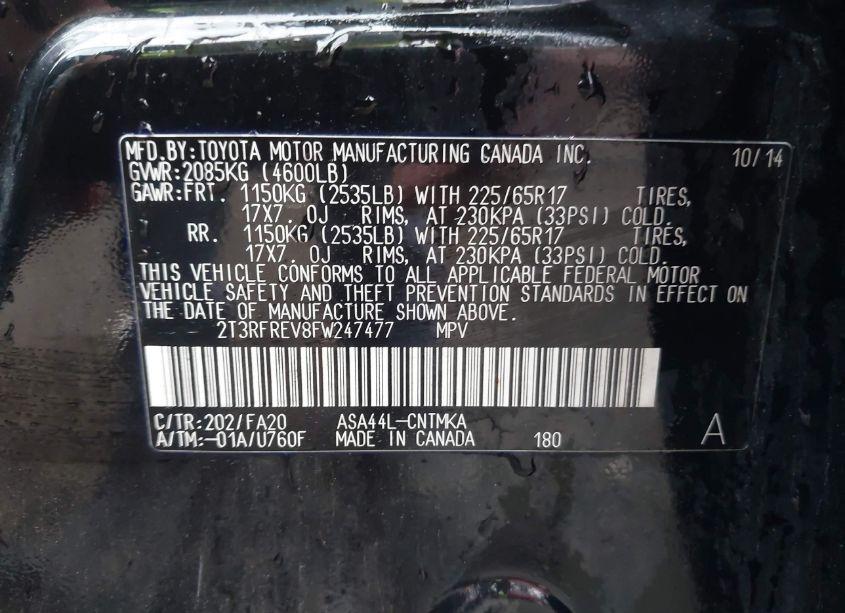 MFD.BY:TOYOTA MOTOR MANUFACTURING CANADA INC. 10/14
GVWR:2085KG (4600LB)
GAWR:FRT. 1150KG (2535LB) WITH 225/65R17 TIRES,
17X7. 0J RIMS, AT 230KPA (33PSI) COLD.
RR. 1150KG (2535LB) WITH 225/65R17 TIRES,
17X7. 0J RIMS, AT 230KPA (33PSI) COLD.
THIS VEHICLE CONFORMS TO ALL APPLICABLE FEDERAL MOTOR
VEHICLE SAFETY AND THEFT PREVENTION STANDARDS IN EFFECT ON
THE DATE OF MANUFACTURE SHOWN ABOVE.
2T3RFREV8FW247477 MPV
C/TR:202/FA20 ASA44L-CNTMKA
A/TM:-01A/U760F MADE IN CANADA 180 A